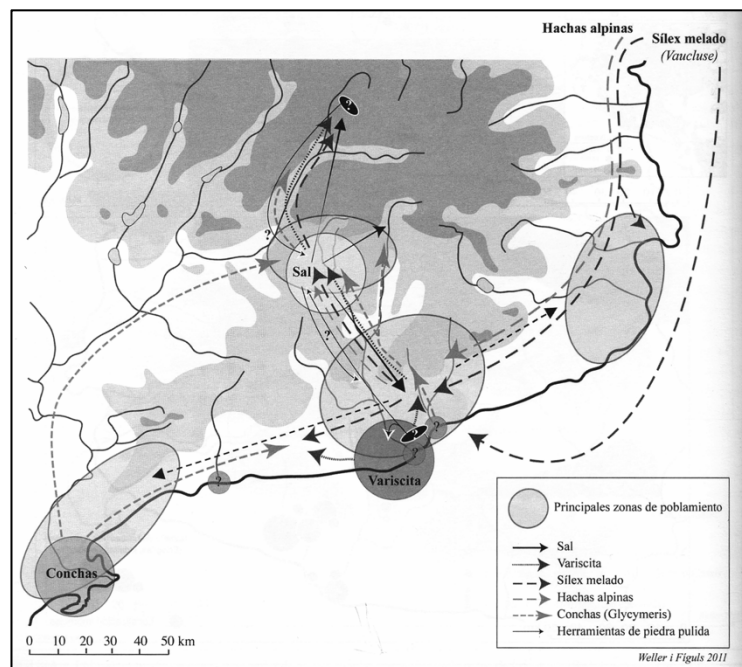 Hachas alpinas
Sílex melado
(Vaucluse)
?
?
Sal
?
?
?
?
?
Variscita
Conchas
0 10 20 30 40 50 km
Principales zonas de poblamiento
Sal
Variscita
Sílex melado
Hachas alpinas
Conchas (Glycymeris)
Herramientas de piedra pulida
Weller i Fíguls 2011